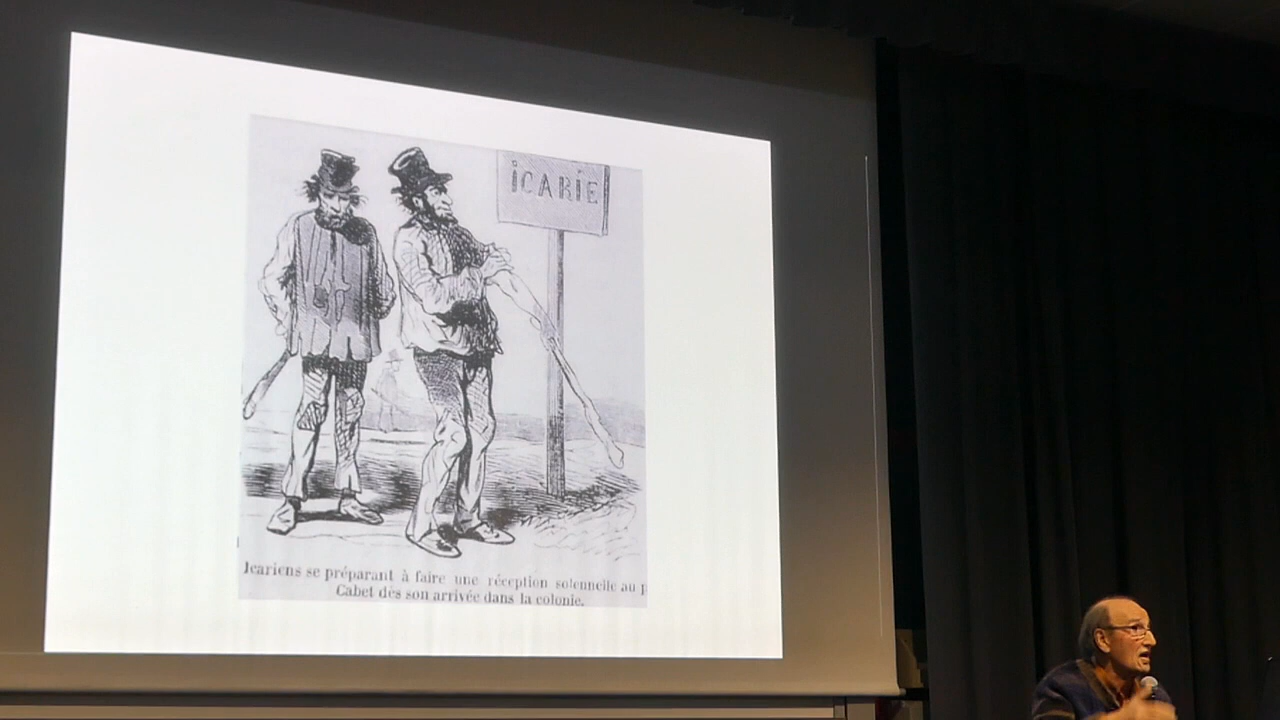 ICARIE
Icariens se préparant à faire une réception solennelle au
Cabet dès son arrivée dans la colonie.